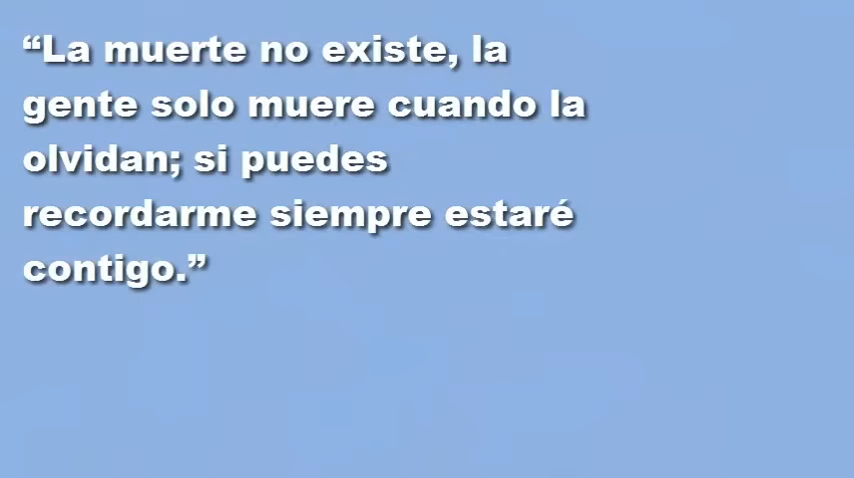 “La muerte no existe, la
gente solo muere cuando la
olvidan; si puedes
recordarme siempre estaré
contigo.”